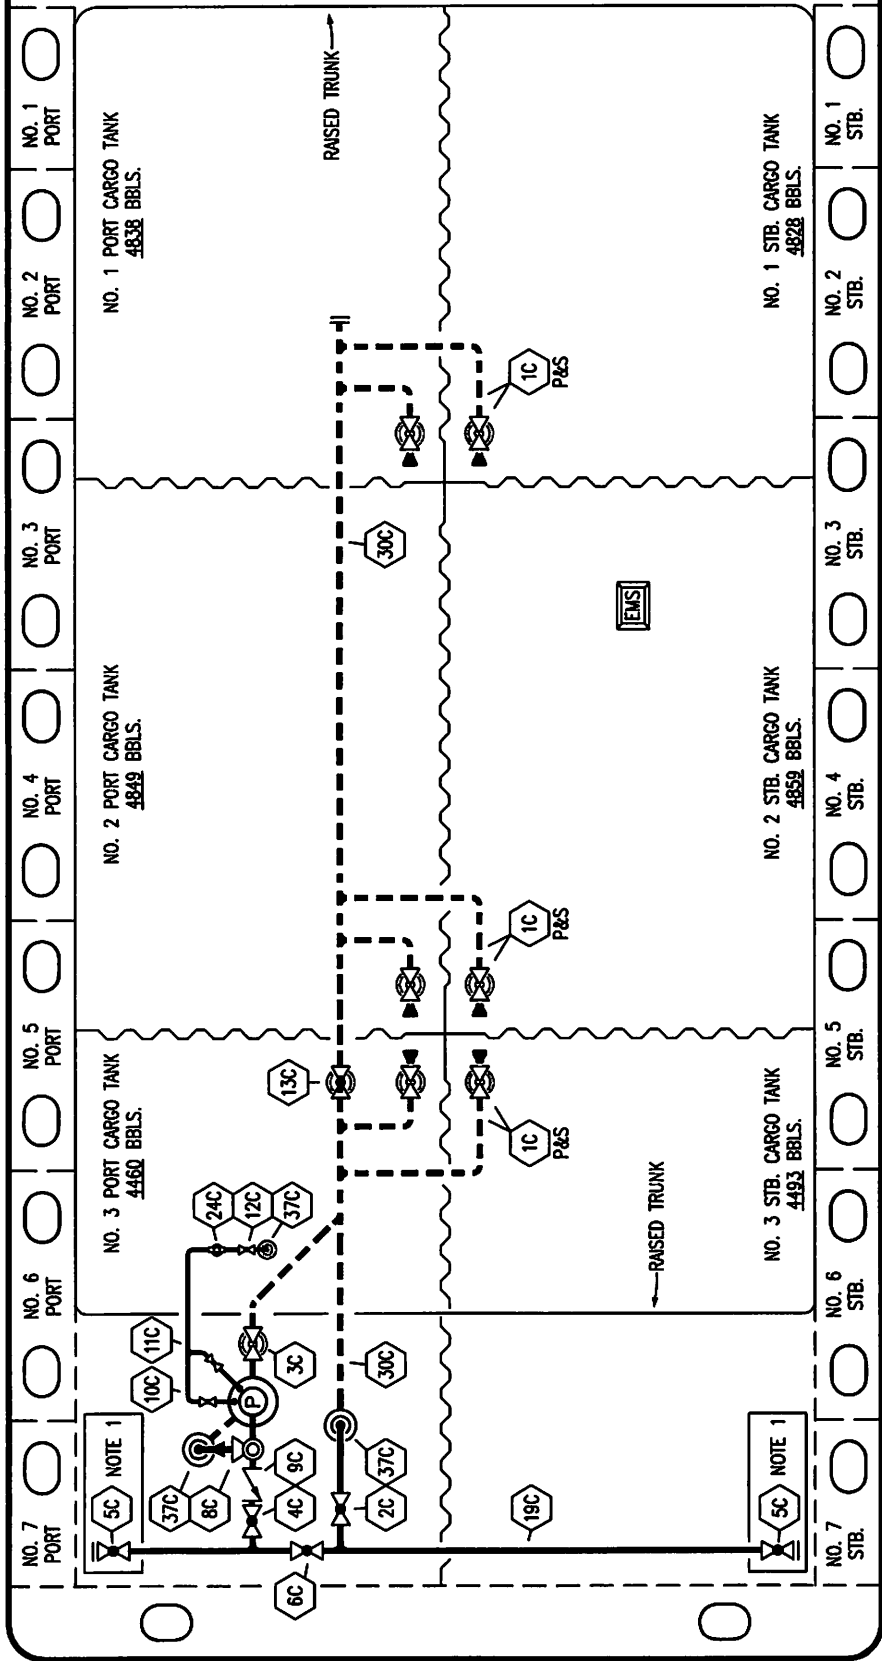 NO. 7
PORT
NO. 6
PORT
NO. 5
PORT
NO. 4
PORT
NO. 3
PORT
NO. 2
PORT
NO. 1
PORT
5C
NOTE 1
NO. 3 PORT CARGO TANK
4460 BBLS.
NO. 2 PORT CARGO TANK
4849 BBLS.
NO. 1 PORT CARGO TANK
4838 BBLS.
10C
11C
24C
12C
37C
37C
8C
P
9C
4C
3C
13C
RAISED TRUNK
6C
2C
37C
30C
30C
1C
P&S
1C
P&S
1C
P&S
19C
EMS
RAISED TRUNK
5C
NOTE 1
NO. 3 STB. CARGO TANK
4493 BBLS.
NO. 2 STB. CARGO TANK
4859 BBLS.
NO. 1 STB. CARGO TANK
4828 BBLS.
NO. 7
STB.
NO. 6
STB.
NO. 5
STB.
NO. 4
STB.
NO. 3
STB.
NO. 2
STB.
NO. 1
STB.